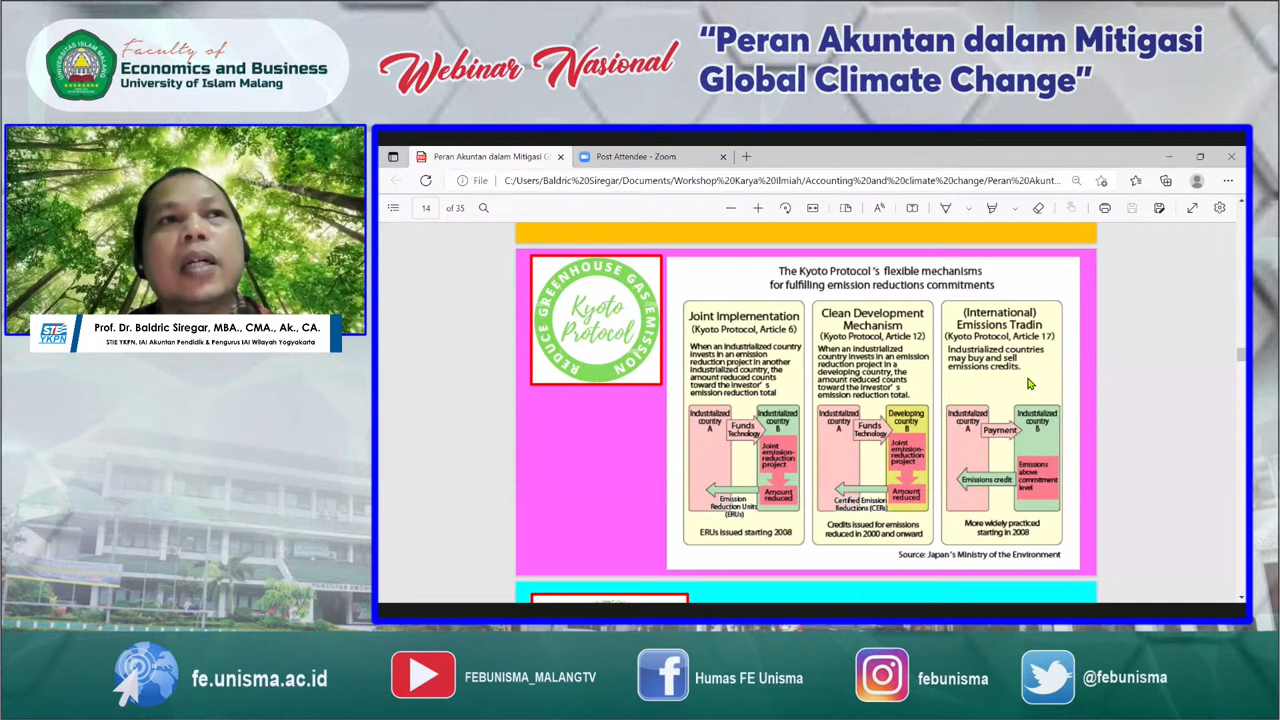 Faculty of
Economics and Business
University of Islam Malang
UNIVERSITAS ISLAM MALANG
Webinar Nasional
“Peran Akuntan dalam Mitigasi
Global Climate Change”
Prof. Dr. Baldric Siregar, MBA., CMA., Ak., CA.
STIE YKPN, IAI Akuntan Pendidik & Pengurus IAI Wilayah Yogyakarta
STIE
YKPN
Peran Akuntan dalam Mitigasi G
Post Attendee - Zoom
File
C:/Users/Baldric%20Siregar/Documents/Workshop%20Karya%20Ilmiah/Accounting%20and%20climate%20change/Peran%20Akunt...
14 of 35
REDUCE GREENHOUSE GAS EMISSION
Kyoto
Protocol
The Kyoto Protocol's flexible mechanisms
for fulfilling emission reductions commitments
Joint Implementation
(Kyoto Protocol, Article 6)
When an industrialized country
invests in an emission
reduction project in another
industrialized country, the
amount reduced counts
toward the investor's
emission reduction total
Industrialized
country
A
Funds
Technology
Industrialized
country
B
Joint
emission-
reduction
project
Amount
reduced
Emission
Reduction Units
(ERUs)
ERUs issued starting 2008
Clean Development
Mechanism
(Kyoto Protocol, Article 12)
When an industrialized
country invests in an emission
reduction project in a
developing country, the
amount reduced counts
toward the investor's
emission reduction total.
Industrialized
country
A
Funds
Technology
Developing
country
B
Joint
emission-
reduction
project
Amount
reduced
Certified Emission
Reductions (CERs)
Credits issued for emissions
reduced in 2000 and onward
(International)
Emissions Tradin
(Kyoto Protocol, Article 17)
Industrialized countries
may buy and sell
emissions credits.
Industrialized
country
A
Payment
Industrialized
country
B
Emissions credit
Emissions
above
commitment
level
More widely practiced
starting in 2008
Source: Japan's Ministry of the Environment
fe.unisma.ac.id
FEBUNISMA_MALANGTV
Humas FE Unisma
febunisma
@febunisma